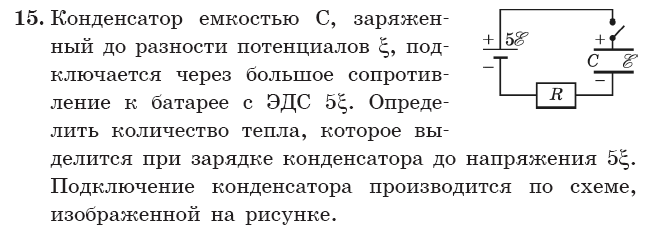 15. Конденсатор емкостью С, заряжен-
ный до разности потенциалов ξ, под-
ключается через большое сопротив-
ление к батарее с ЭДС 5ξ. Опреде-
лить количество тепла, которое вы-
делится при зарядке конденсатора до напряжения 5ξ.
Подключение конденсатора производится по схеме,
изображенной на рисунке.
+ 5ℰ +
− C ℰ
−
R